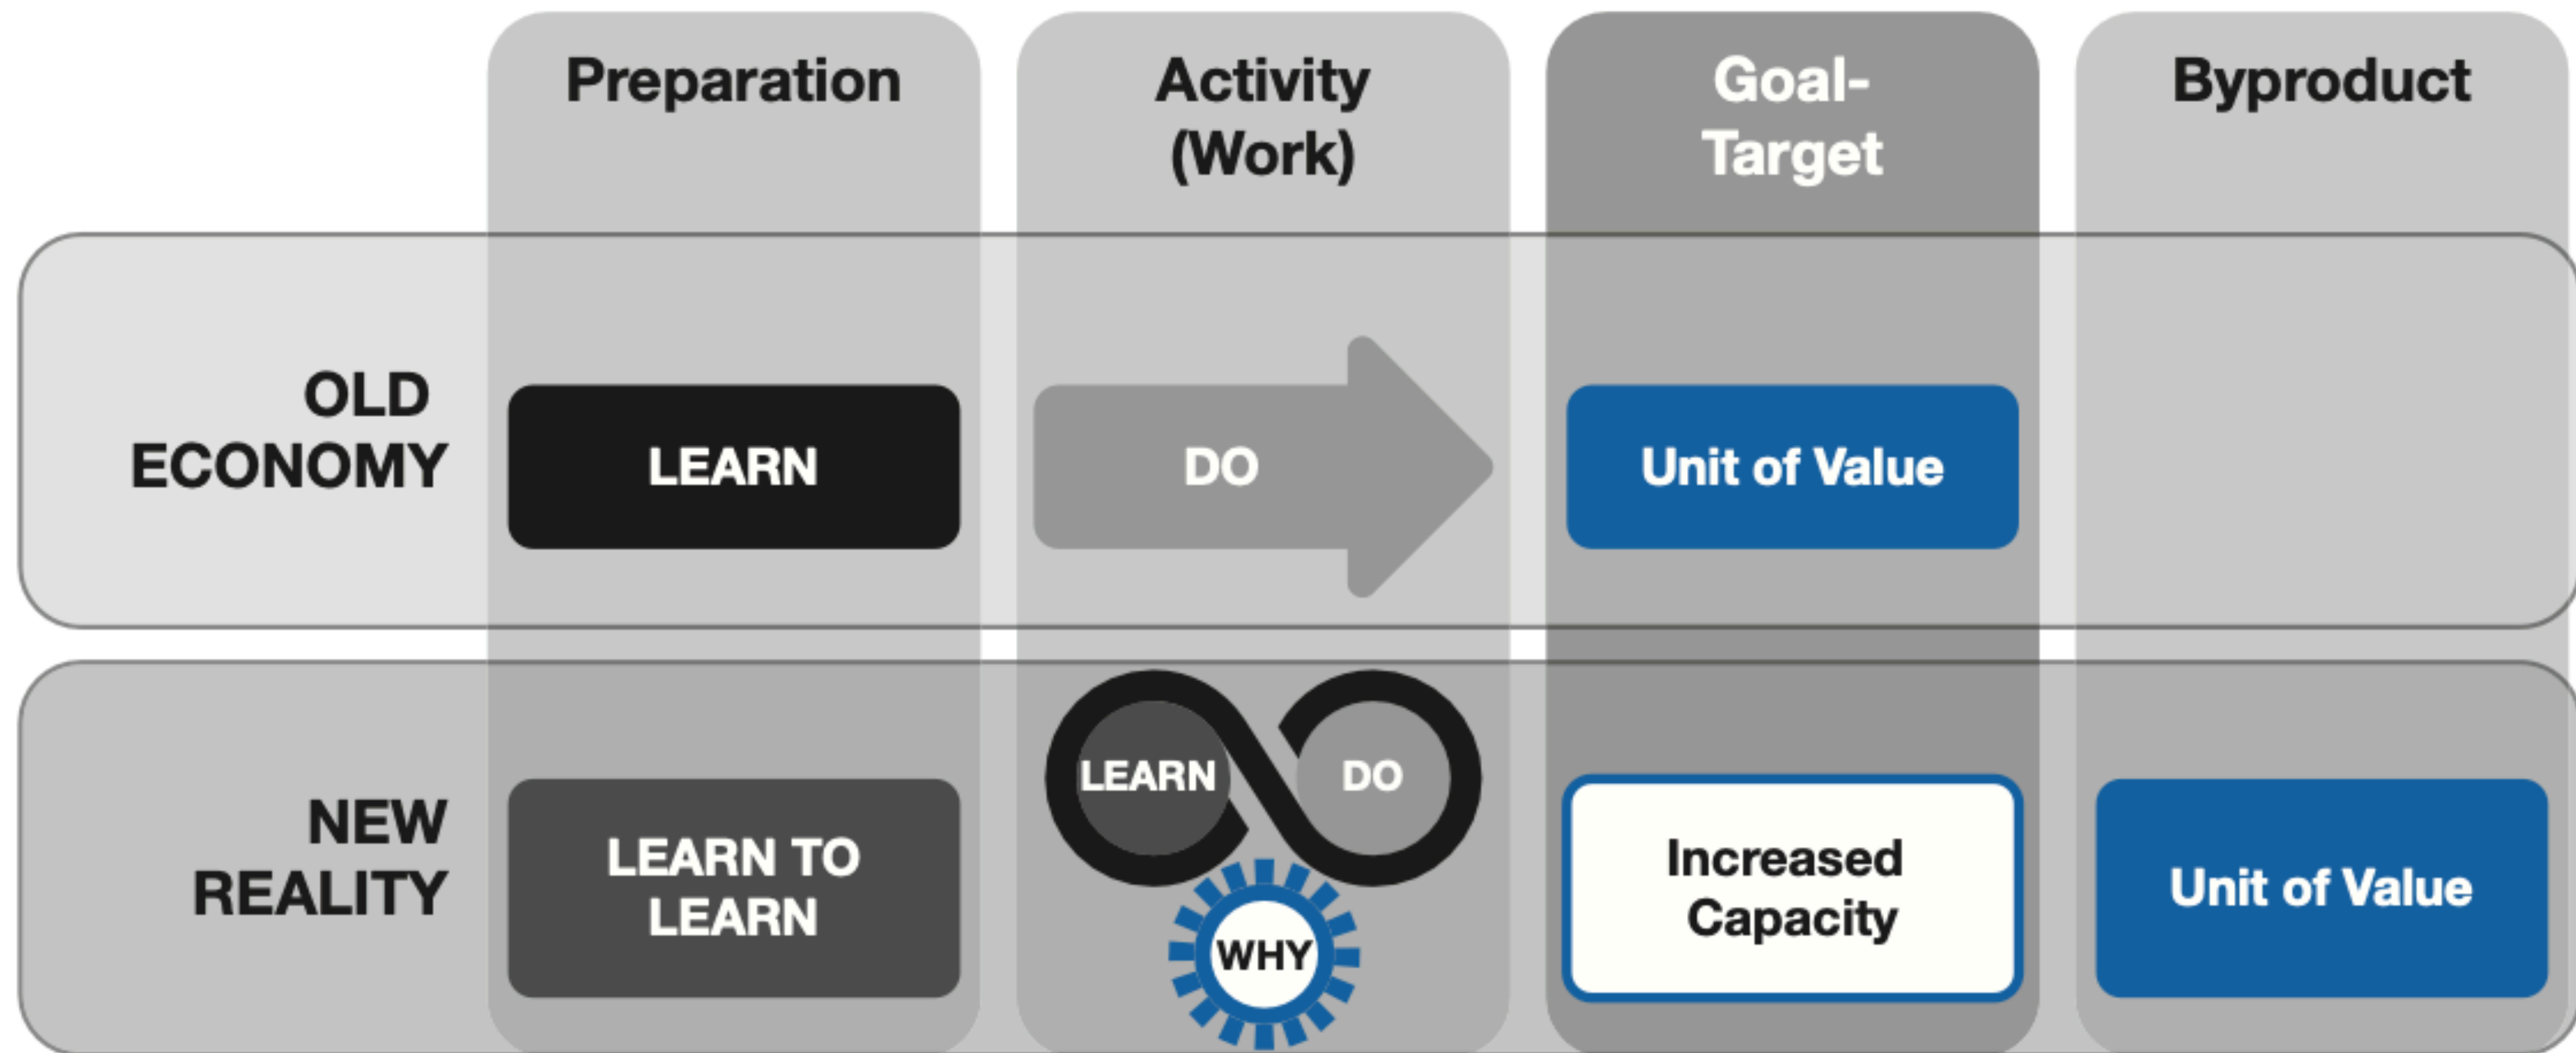 Preparation
Activity
(Work)
Goal-
Target
Byproduct
OLD
ECONOMY
LEARN
DO
Unit of Value
NEW
REALITY
LEARN TO
LEARN
LEARN
DO
WHY
Increased
Capacity
Unit of Value